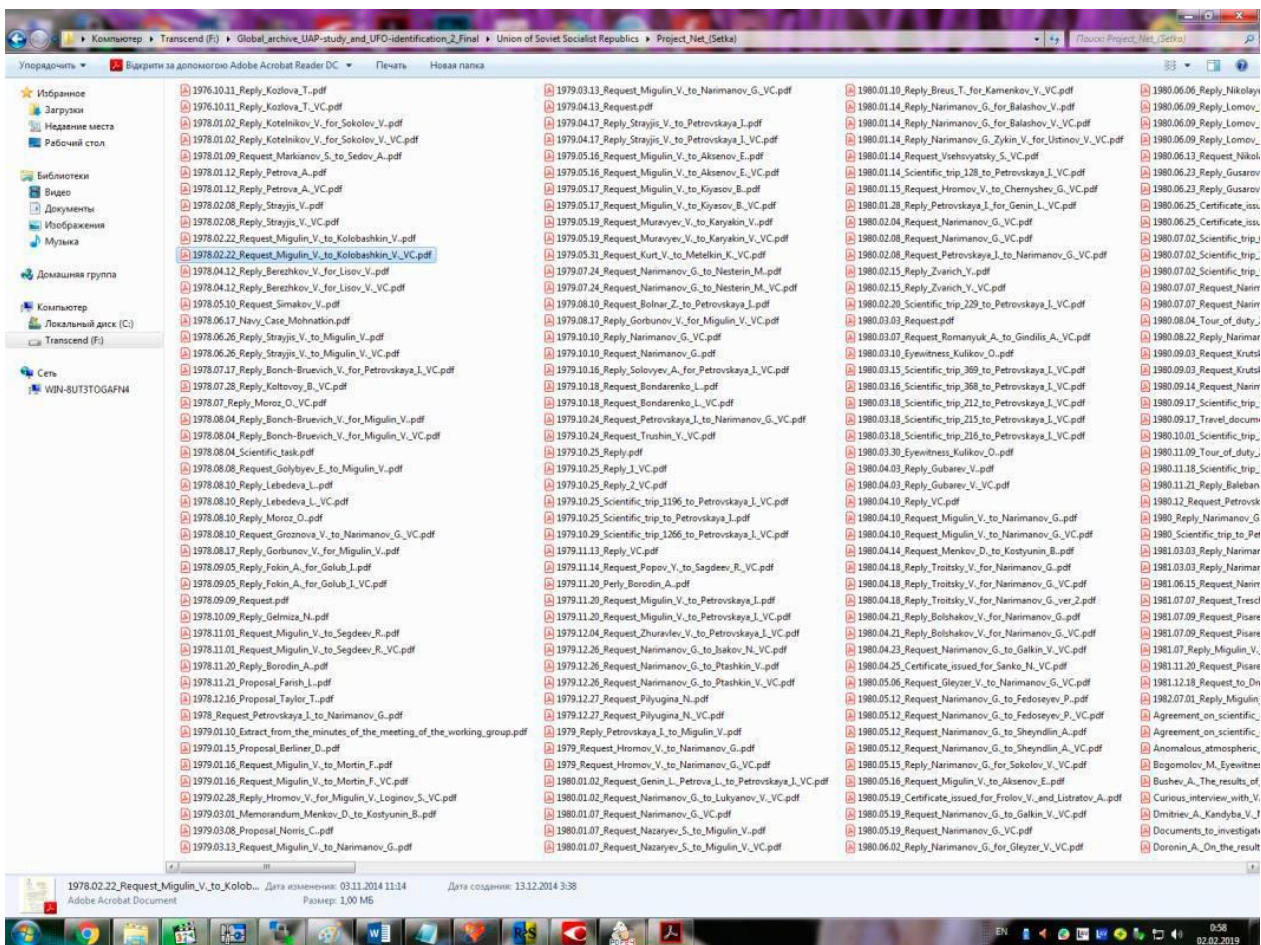 Компьютер ▸ Transcend (F:) ▸ Global_archive_UAP-study_and_UFO-identification_2_Final ▸ Union of Soviet Socialist Republics ▸ Project_Net_(Setka)
Поиск: Project_Net_(Setka)
Упорядочить
Відкрити за допомогою Adobe Acrobat Reader DC
Печать
Новая папка
Избранное
Загрузки
Недавние места
Рабочий стол
Библиотеки
Видео
Документы
Изображения
Музыка
Домашняя группа
Компьютер
Локальный диск (C:)
Transcend (F:)
Сеть
WIN-8UT3TOGAFN4
1976.10.11_Reply_Kozlova_T..pdf
1976.10.11_Reply_Kozlova_T._VC.pdf
1978.01.02_Reply_Kotelnikov_V._for_Sokolov_V..pdf
1978.01.02_Reply_Kotelnikov_V._for_Sokolov_V._VC.pdf
1978.01.09_Request_Markianov_S._to_Sedov_A..pdf
1978.01.12_Reply_Petrova_A..pdf
1978.01.12_Reply_Petrova_A._VC.pdf
1978.02.08_Reply_Strayjis_V..pdf
1978.02.08_Reply_Strayjis_V._VC.pdf
1978.02.22_Request_Migulin_V._to_Kolobashkin_V..pdf
1978.02.22_Request_Migulin_V._to_Kolobashkin_V._VC.pdf
1978.04.12_Reply_Berezhkov_V._for_Lisov_V..pdf
1978.04.12_Reply_Berezhkov_V._for_Lisov_V._VC.pdf
1978.05.10_Request_Simakov_V..pdf
1978.06.17_Navy_Case_Mohnatkin.pdf
1978.06.26_Reply_Strayjis_V._to_Migulin_V..pdf
1978.06.26_Reply_Strayjis_V._to_Migulin_V._VC.pdf
1978.07.17_Reply_Bonch-Bruevich_V._for_Petrovskaya_I._VC.pdf
1978.07.28_Reply_Koltovoy_B._VC.pdf
1978.07_Reply_Moroz_O._VC.pdf
1978.08.04_Reply_Bonch-Bruevich_V._for_Migulin_V..pdf
1978.08.04_Reply_Bonch-Bruevich_V._for_Migulin_V._VC.pdf
1978.08.04_Scientific_task.pdf
1978.08.08_Request_Golybyev_E._to_Migulin_V..pdf
1978.08.10_Reply_Lebedeva_L..pdf
1978.08.10_Reply_Lebedeva_L._VC.pdf
1978.08.10_Reply_Moroz_O..pdf
1978.08.10_Request_Groznova_V._to_Narimanov_G._VC.pdf
1978.08.17_Reply_Gorbunov_V._for_Migulin_V..pdf
1978.09.05_Reply_Fokin_A._for_Golub_I..pdf
1978.09.05_Reply_Fokin_A._for_Golub_I._VC.pdf
1978.09.09_Request.pdf
1978.10.09_Reply_Gelmiza_N..pdf
1978.11.01_Request_Migulin_V._to_Segdeev_R..pdf
1978.11.01_Request_Migulin_V._to_Segdeev_R._VC.pdf
1978.11.20_Reply_Borodin_A..pdf
1978.11.21_Proposal_Farish_L..pdf
1978.12.16_Proposal_Taylor_T..pdf
1978_Request_Petrovskaya_I._to_Narimanov_G..pdf
1979.01.10_Extract_from_the_minutes_of_the_meeting_of_the_working_group.pdf
1979.01.15_Proposal_Berliner_D..pdf
1979.01.16_Request_Migulin_V._to_Mortin_F..pdf
1979.01.16_Request_Migulin_V._to_Mortin_F._VC.pdf
1979.02.28_Reply_Hromov_V._for_Migulin_V._Loginov_S._VC.pdf
1979.03.01_Memorandum_Menkov_D._to_Kostyunin_B..pdf
1979.03.08_Proposal_Norris_C..pdf
1979.03.13_Request_Migulin_V._to_Narimanov_G..pdf
1979.03.13_Request_Migulin_V._to_Narimanov_G._VC.pdf
1979.04.13_Request.pdf
1979.04.17_Reply_Strayjis_V._to_Petrovskaya_I..pdf
1979.04.17_Reply_Strayjis_V._to_Petrovskaya_I._VC.pdf
1979.05.16_Request_Migulin_V._to_Aksenov_E..pdf
1979.05.16_Request_Migulin_V._to_Aksenov_E._VC.pdf
1979.05.17_Request_Migulin_V._to_Kiyasov_B..pdf
1979.05.17_Request_Migulin_V._to_Kiyasov_B._VC.pdf
1979.05.19_Request_Muravyev_V._to_Karyakin_V..pdf
1979.05.19_Request_Muravyev_V._to_Karyakin_V._VC.pdf
1979.05.31_Request_Kurt_V._to_Metelkin_K._VC.pdf
1979.07.24_Request_Narimanov_G._to_Nesterin_M..pdf
1979.07.24_Request_Narimanov_G._to_Nesterin_M._VC.pdf
1979.08.10_Request_Bolnar_Z._to_Petrovskaya_I..pdf
1979.08.17_Reply_Gorbunov_V._for_Migulin_V._VC.pdf
1979.10.10_Reply_Narimanov_G._VC.pdf
1979.10.10_Request_Narimanov_G..pdf
1979.10.16_Reply_Solovyev_A._for_Petrovskaya_I._VC.pdf
1979.10.18_Request_Bondarenko_L..pdf
1979.10.18_Request_Bondarenko_L._VC.pdf
1979.10.24_Request_Petrovskaya_I._to_Narimanov_G._VC.pdf
1979.10.24_Request_Trushin_Y._VC.pdf
1979.10.25_Reply.pdf
1979.10.25_Reply_1_VC.pdf
1979.10.25_Reply_2_VC.pdf
1979.10.25_Scientific_trip_1196_to_Petrovskaya_I._VC.pdf
1979.10.25_Scientific_trip_to_Petrovskaya_I..pdf
1979.10.29_Scientific_trip_1266_to_Petrovskaya_I._VC.pdf
1979.11.13_Reply_VC.pdf
1979.11.14_Request_Popov_Y._to_Sagdeev_R._VC.pdf
1979.11.20_Perly_Borodin_A..pdf
1979.11.20_Request_Migulin_V._to_Petrovskaya_I..pdf
1979.11.20_Request_Migulin_V._to_Petrovskaya_I._VC.pdf
1979.12.04_Request_Zhuravlev_V._to_Petrovskaya_I._VC.pdf
1979.12.26_Request_Narimanov_G._to_Isakov_N._VC.pdf
1979.12.26_Request_Narimanov_G._to_Ptashkin_V..pdf
1979.12.26_Request_Narimanov_G._to_Ptashkin_V._VC.pdf
1979.12.27_Request_Pilyugina_N..pdf
1979.12.27_Request_Pilyugina_N._VC.pdf
1979_Reply_Petrovskaya_I._to_Migulin_V..pdf
1979_Request_Hromov_V._to_Narimanov_G..pdf
1979_Request_Hromov_V._to_Narimanov_G._VC.pdf
1980.01.02_Request_Genin_L._Petrova_L._to_Petrovskaya_I._VC.pdf
1980.01.02_Request_Narimanov_G._to_Lukyanov_V._VC.pdf
1980.01.07_Request_Narimanov_G._VC.pdf
1980.01.07_Request_Nazaryev_S._to_Migulin_V..pdf
1980.01.07_Request_Nazaryev_S._to_Migulin_V._VC.pdf
1980.01.10_Reply_Breus_T._for_Kamenkov_Y._VC.pdf
1980.01.14_Reply_Narimanov_G._for_Balashov_V..pdf
1980.01.14_Reply_Narimanov_G._for_Balashov_V._VC.pdf
1980.01.14_Reply_Narimanov_G._Zykin_V._for_Ustinov_V._VC.pdf
1980.01.14_Request_Vsehsvyatsky_S._VC.pdf
1980.01.14_Scientific_trip_128_to_Petrovskaya_I._VC.pdf
1980.01.15_Request_Hromov_V._to_Chernyshev_G._VC.pdf
1980.01.28_Reply_Petrovskaya_I._for_Genin_L._VC.pdf
1980.02.04_Request_Narimanov_G._VC.pdf
1980.02.08_Request_Narimanov_G._VC.pdf
1980.02.08_Request_Petrovskaya_I._to_Narimanov_G._VC.pdf
1980.02.15_Reply_Zvarich_Y..pdf
1980.02.15_Reply_Zvarich_Y._VC.pdf
1980.02.20_Scientific_trip_229_to_Petrovskaya_I._VC.pdf
1980.03.03_Request.pdf
1980.03.07_Request_Romanyuk_A._to_Gindilis_A._VC.pdf
1980.03.10_Eyewitness_Kulikov_O..pdf
1980.03.15_Scientific_trip_369_to_Petrovskaya_I._VC.pdf
1980.03.16_Scientific_trip_368_to_Petrovskaya_I._VC.pdf
1980.03.18_Scientific_trip_212_to_Petrovskaya_I._VC.pdf
1980.03.18_Scientific_trip_215_to_Petrovskaya_I._VC.pdf
1980.03.18_Scientific_trip_216_to_Petrovskaya_I._VC.pdf
1980.03.30_Eyewitness_Kulikov_O..pdf
1980.04.03_Reply_Gubarev_V..pdf
1980.04.03_Reply_Gubarev_V._VC.pdf
1980.04.10_Reply_VC.pdf
1980.04.10_Request_Migulin_V._to_Narimanov_G..pdf
1980.04.10_Request_Migulin_V._to_Narimanov_G._VC.pdf
1980.04.14_Request_Menkov_D._to_Kostyunin_B..pdf
1980.04.18_Reply_Troitsky_V._for_Narimanov_G..pdf
1980.04.18_Reply_Troitsky_V._for_Narimanov_G._VC.pdf
1980.04.18_Reply_Troitsky_V._for_Narimanov_G._ver_2.pdf
1980.04.21_Reply_Bolshakov_V._for_Narimanov_G..pdf
1980.04.21_Reply_Bolshakov_V._for_Narimanov_G._VC.pdf
1980.04.23_Request_Narimanov_G._to_Galkin_V._VC.pdf
1980.04.25_Certificate_issued_for_Sanko_N._VC.pdf
1980.05.06_Request_Gleyzer_V._to_Narimanov_G._VC.pdf
1980.05.12_Request_Narimanov_G._to_Fedoseyev_P..pdf
1980.05.12_Request_Narimanov_G._to_Fedoseyev_P._VC.pdf
1980.05.12_Request_Narimanov_G._to_Sheyndlin_A..pdf
1980.05.12_Request_Narimanov_G._to_Sheyndlin_A._VC.pdf
1980.05.15_Reply_Narimanov_G._for_Sokolov_V._VC.pdf
1980.05.16_Request_Migulin_V._to_Aksenov_E..pdf
1980.05.19_Certificate_issued_for_Frolov_V._and_Listratov_A..pdf
1980.05.19_Request_Narimanov_G._to_Galkin_V._VC.pdf
1980.05.19_Request_Narimanov_G._VC.pdf
1980.06.02_Reply_Narimanov_G._for_Gleyzer_V._VC.pdf
1980.06.06_Reply_Nikolaye
1980.06.09_Reply_Lomov_
1980.06.09_Reply_Lomov_
1980.06.13_Request_Nikol
1980.06.23_Reply_Gusarov
1980.06.23_Reply_Gusarov
1980.06.25_Certificate_issu
1980.06.25_Certificate_issu
1980.07.02_Scientific_trip_
1980.07.02_Scientific_trip_
1980.07.02_Scientific_trip_
1980.07.07_Request_Narim
1980.07.07_Request_Narim
1980.08.04_Tour_of_duty_
1980.08.22_Reply_Nariman
1980.09.03_Request_Krutsk
1980.09.03_Request_Krutsk
1980.09.14_Request_Narim
1980.09.17_Scientific_trip_
1980.09.17_Travel_docume
1980.10.01_Scientific_trip_
1980.11.09_Tour_of_duty_
1980.11.18_Scientific_trip_
1980.11.21_Reply_Baleban
1980.12_Request_Petrovsk
1980_Reply_Narimanov_G
1980_Scientific_trip_to_Pet
1981.03.03_Reply_Nariman
1981.03.03_Reply_Nariman
1981.06.15_Request_Narim
1981.07.07_Request_Tresch
1981.07.09_Request_Pisare
1981.07.09_Request_Pisare
1981.07_Reply_Migulin_V.
1981.11.20_Request_Pisare
1981.12.18_Request_to_Dn
1982.07.01_Reply_Migulin
Agreement_on_scientific_
Agreement_on_scientific_
Anomalous_atmospheric_
Bogomolov_M._Eyewitnes
Bushev_A._The_results_of_
Curious_interview_with_V.
Dmitriev_A._Kandyba_V._
Documents_to_investigate
Doronin_A._On_the_result
1978.02.22_Request_Migulin_V._to_Kolob... Дата изменения: 03.11.2014 11:14 Дата создания: 13.12.2014 3:38
Adobe Acrobat Document Размер: 1,00 МБ
EN
0:58
02.02.2019